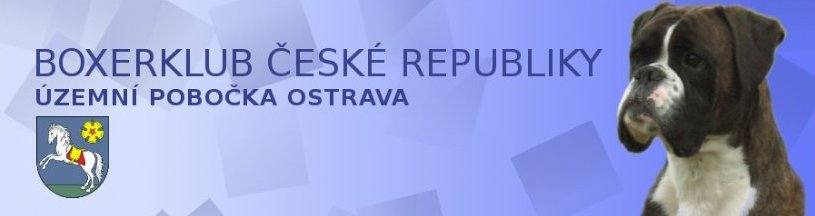 BOXERKLUB ČESKÉ REPUBLIKY
ÚZEMNÍ POBOČKA OSTRAVA